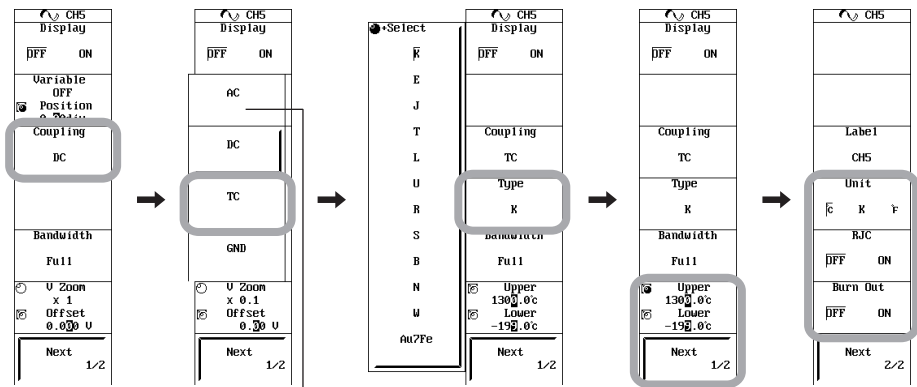 CH5
Display
OFF ON
Variable
OFF
Position
Coupling
DC
Bandwidth
Full
V Zoom
x 1
Offset
0.000 V
Next
1/2
CH5
Display
OFF ON
AC
DC
TC
GND
V Zoom
x 0.1
Offset
0.00 V
Next
1/2
+Select
K
E
J
T
L
U
R
S
B
N
W
Au7Fe
CH5
Display
OFF ON
Coupling
TC
Type
K
Bandwidth
Full
Upper
1300.0°c
Lower
-199.0°c
Next
1/2
CH5
Display
OFF ON
Coupling
TC
Type
K
Bandwidth
Full
Upper
1300.0°c
Lower
-199.0°c
Next
1/2
CH5
Label
CH5
Unit
°c K °F
RJC
OFF ON
Burn Out
OFF ON
Next
2/2